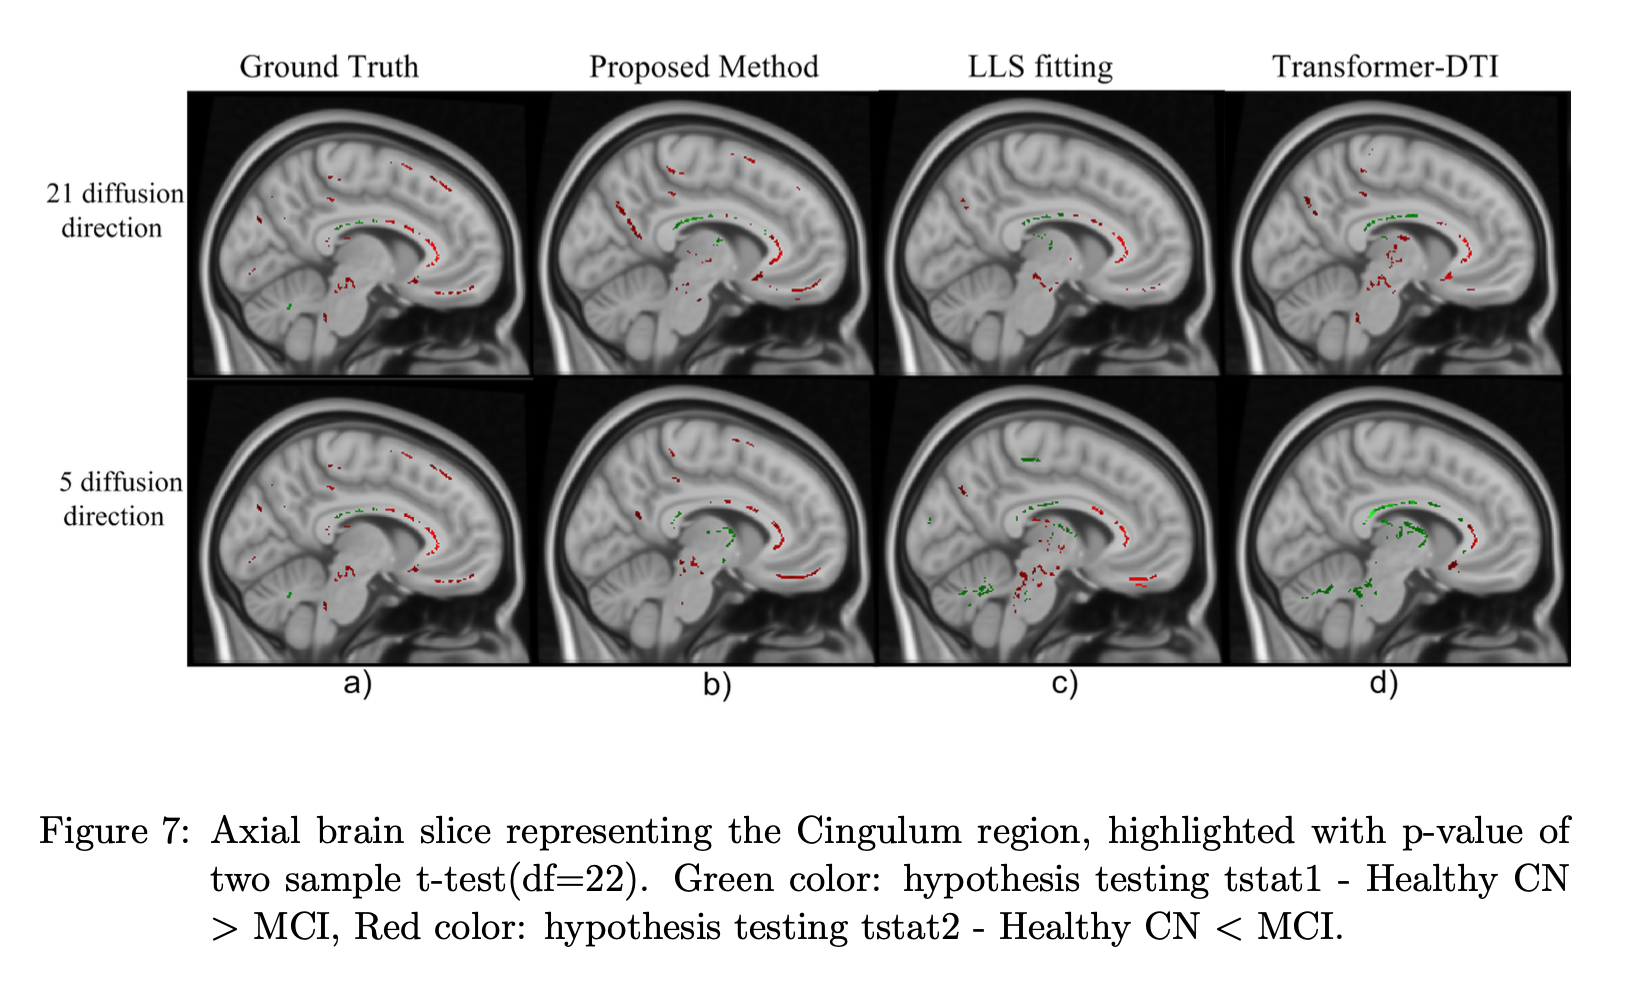 Ground Truth Proposed Method LLS fitting Transformer-DTI
21 diffusion
direction
5 diffusion
direction
a) b) c) d)
Figure 7: Axial brain slice representing the Cingulum region, highlighted with p-value of
two sample t-test(df=22). Green color: hypothesis testing tstat1 - Healthy CN
> MCI, Red color: hypothesis testing tstat2 - Healthy CN < MCI.